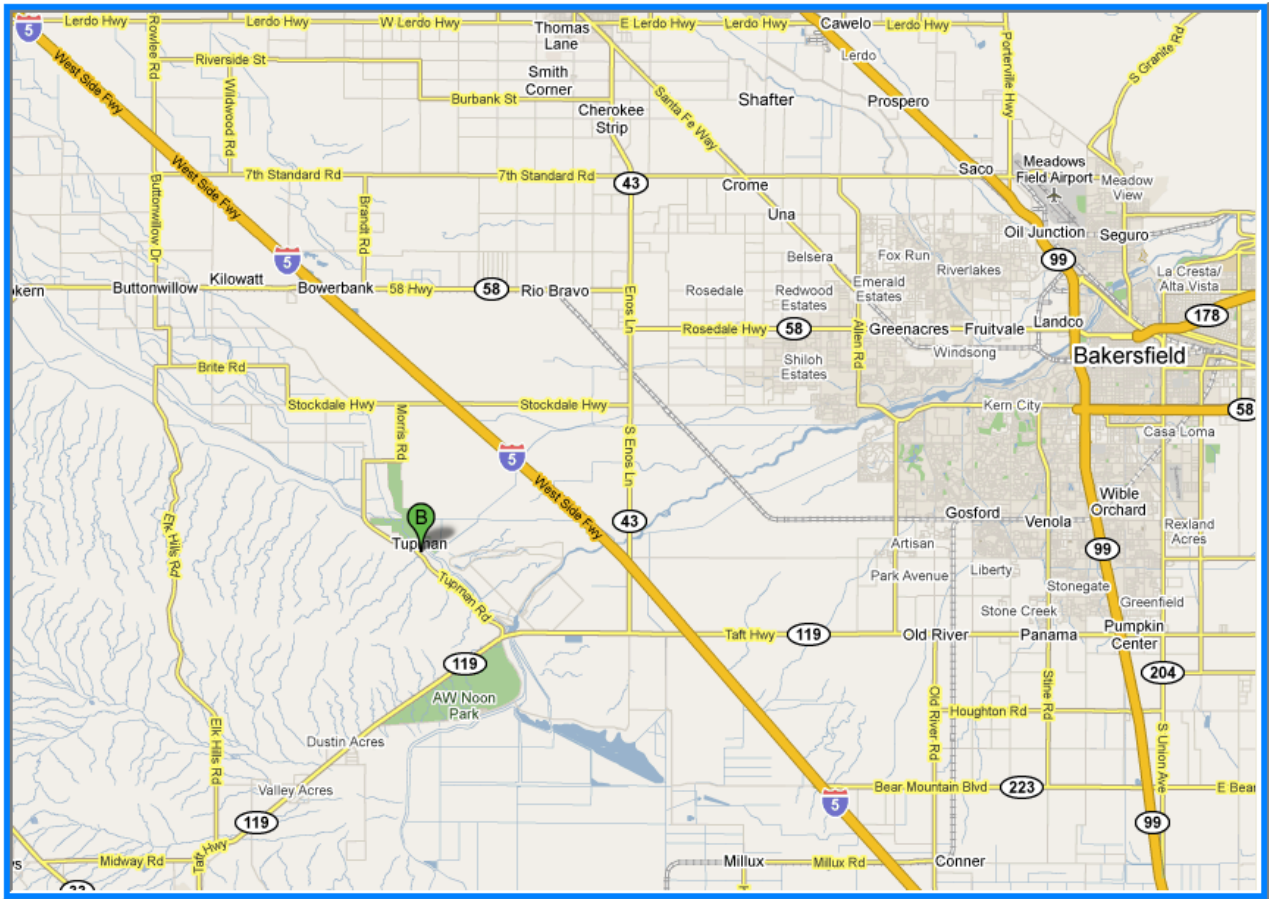 Lerdo Hwy
Lerdo Hwy
W Lerdo Hwy
E Lerdo Hwy
Lerdo Hwy
Cawelo
Lerdo Hwy
5
Rowlee Rd
Thomas
Lane
Lerdo
Porterville Hwy
S Granite Rd
Riverside St
West Side Fwy
Wildwood Rd
Smith
Corner
Burbank St
Cherokee
Strip
Santa Fe Way
Shafter
Prospero
West Side Fwy
7th Standard Rd
7th Standard Rd
43
Crome
Saco
Meadows
Field Airport
Meadow
View
Buttonwillow Dr
Brandt Rd
Una
Oil Junction
Seguro
5
Belsera
Fox Run
Riverlakes
99
La Cresta/
Alta Vista
Kilowatt
okern
Buttonwillow
Bowerbank
58 Hwy
58
Rio Bravo
Enos Ln
Rosedale
Redwood
Estates
Emerald
Estates
178
Rosedale Hwy
58
Allen Rd
Greenacres
Fruitvale
Landco
Windsong
Bakersfield
Shiloh
Estates
Brite Rd
Stockdale Hwy
Morris Rd
Stockdale Hwy
Kern City
58
S Enos Ln
Casa Loma
5
West Side Fwy
Elk Hills Rd
B
Tupman
43
Gosford
Venola
Wible
Orchard
Rexland
Acres
Artisan
99
Park Avenue
Liberty
Stonegate
Tupman Rd
Stone Creek
Greenfield
Taft Hwy
119
Old River
Panama
Pumpkin
Center
119
204
AW Noon
Park
Elk Hills Rd
Old River Rd
Houghton Rd
Stine Rd
S Union Ave
Dustin Acres
Valley Acres
5
Bear Mountain Blvd
223
E Bear
119
99
Taft Hwy
Midway Rd
Millux
Millux Rd
Conner
33